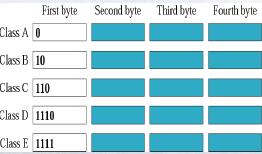 First byte Second byte Third byte Fourth byte
Class A 0
Class B 10
Class C 110
Class D 1110
Class E 1111